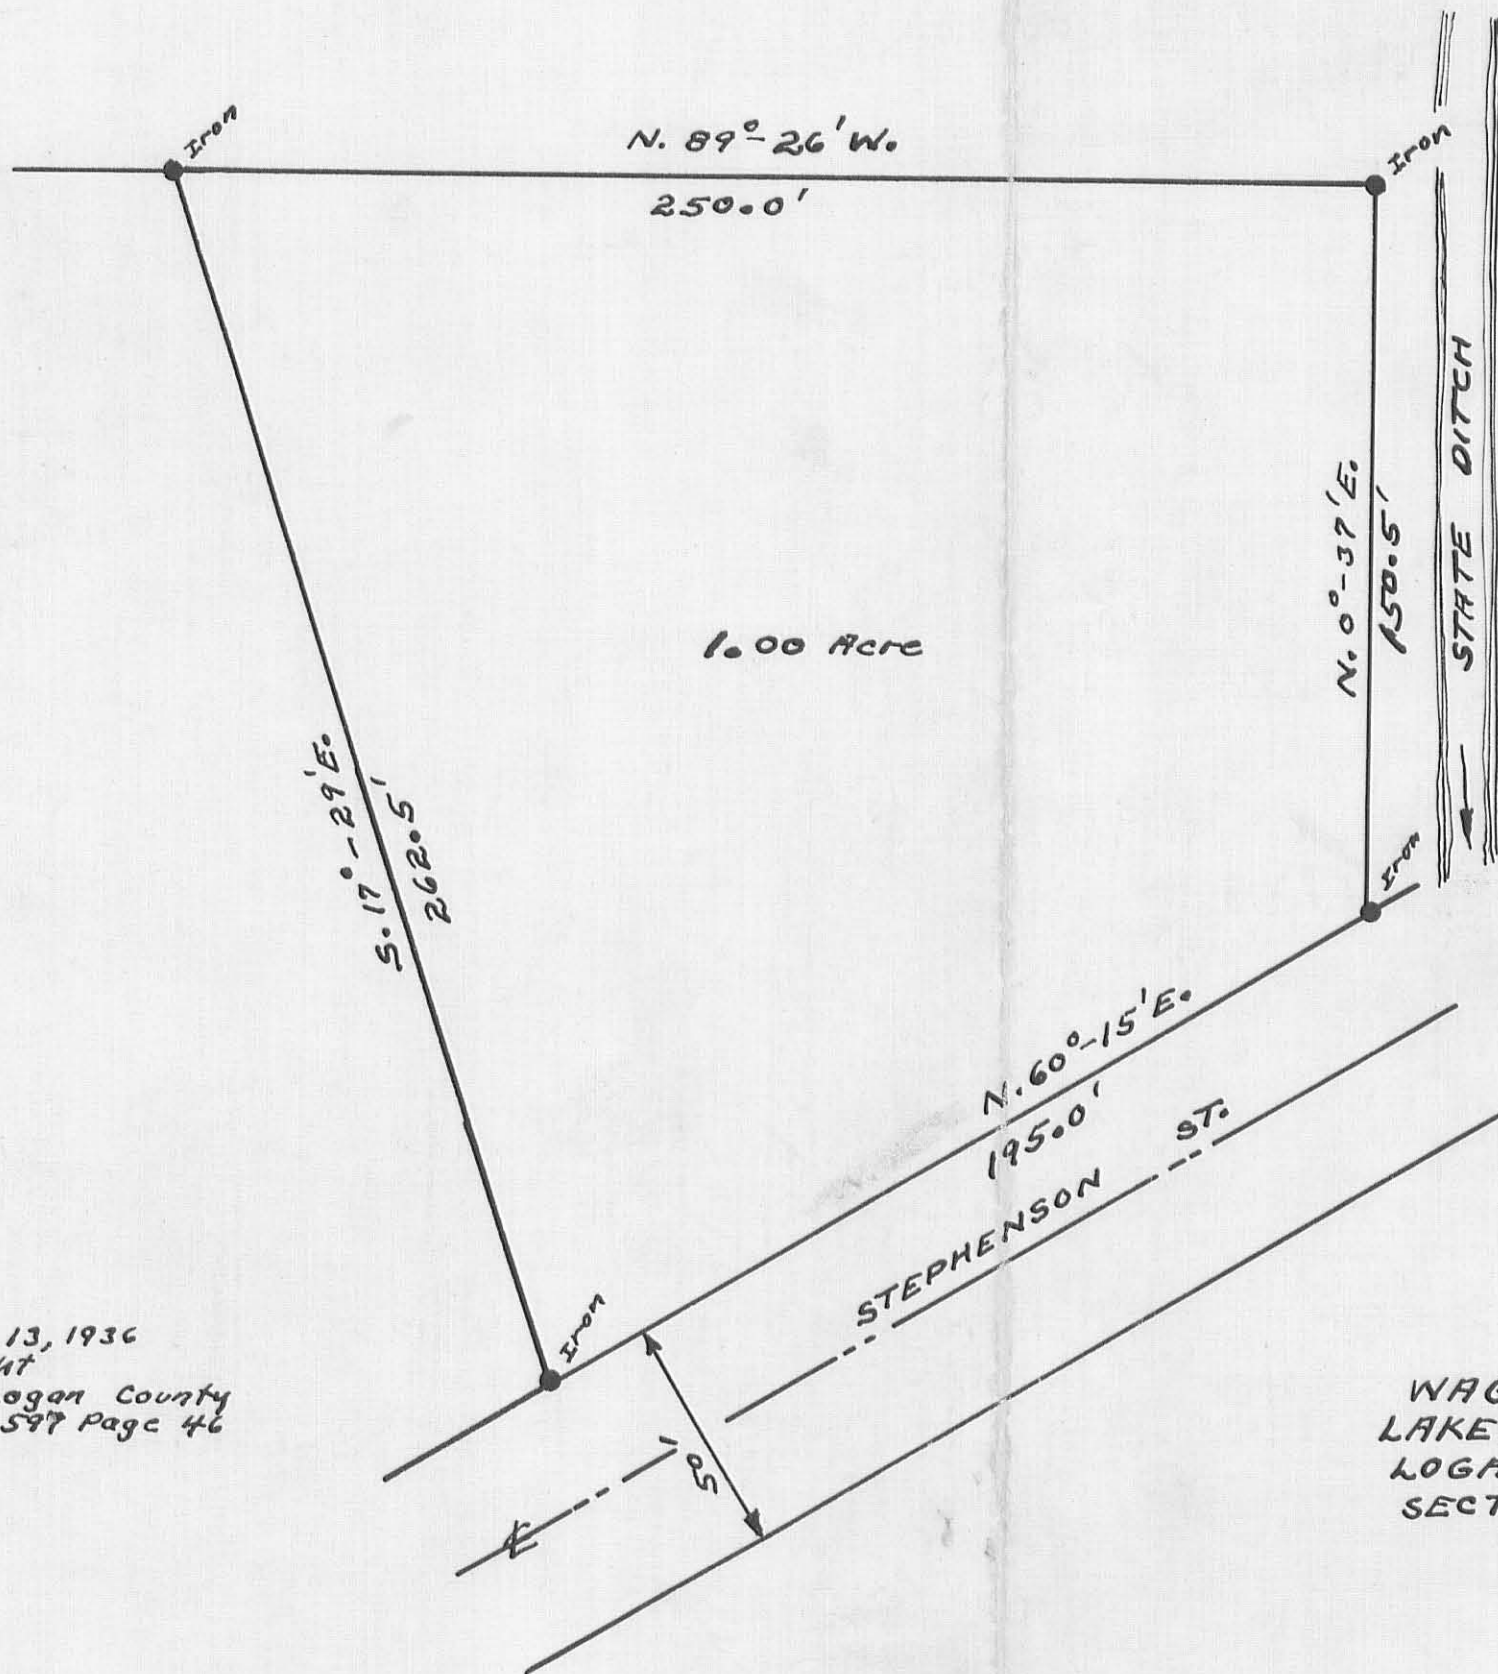 Iron
N. 89°-26' W.
250.0'
Iron
STATE DITCH
N. 0°-37' E.
150.5'
1.00 Acre
S. 17°-29' E.
262.5'
Iron
N. 60°-15' E.
195.0'
STEPHENSON ST.
Iron
50'
℄
13, 1936
ogan County
597 Page 46
WAG
LAKE
LOGA
SECT